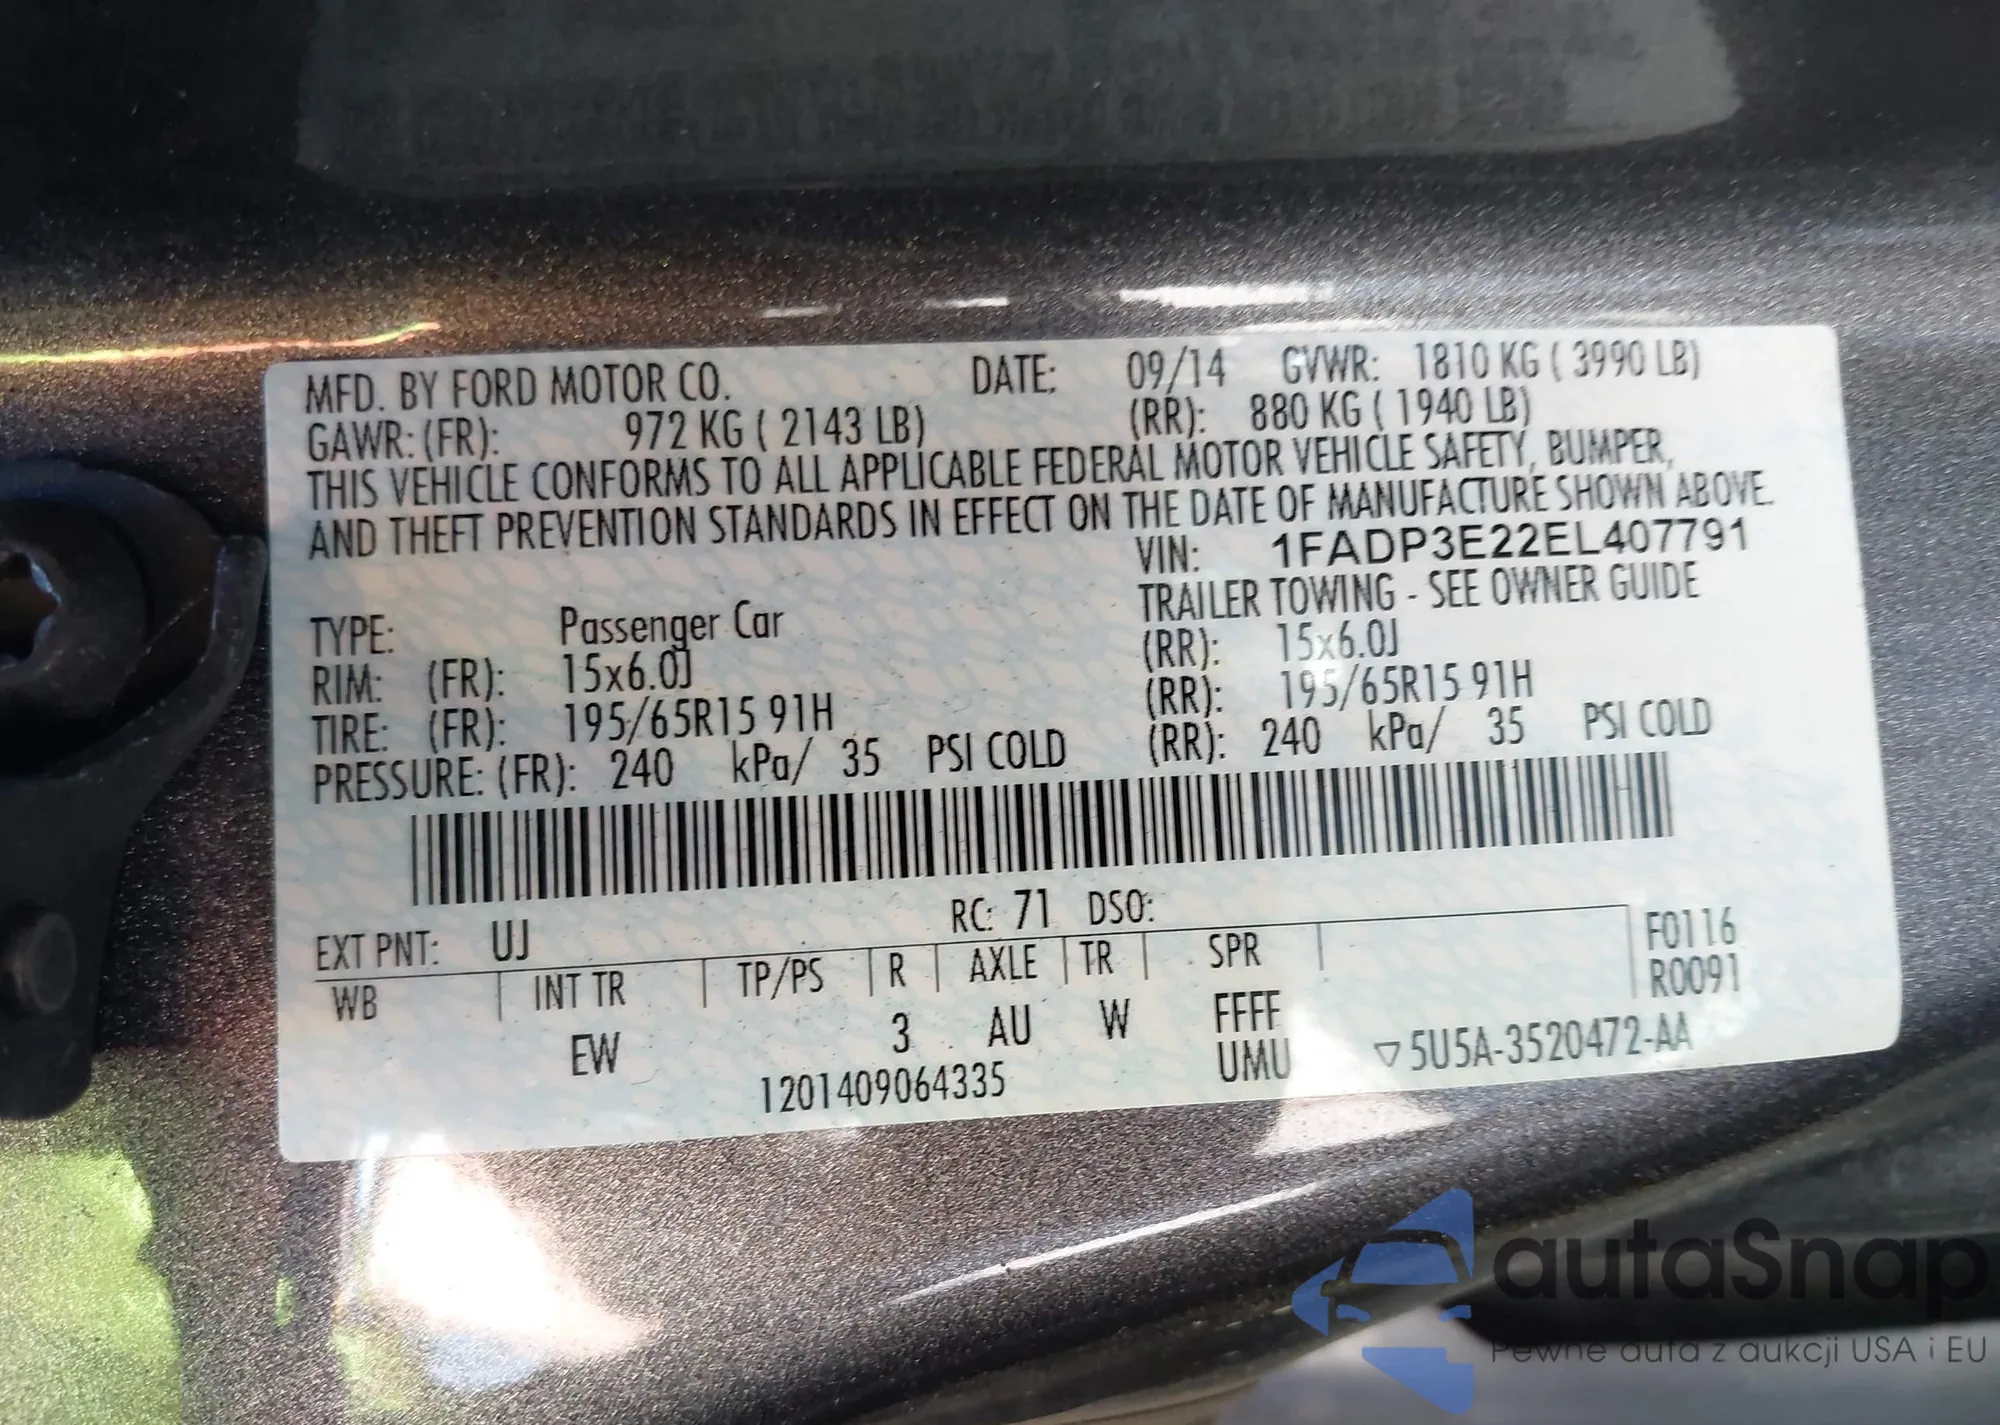 MFD. BY FORD MOTOR CO. DATE: 09/14 GVWR: 1810 KG ( 3990 LB)
GAWR: (FR): 972 KG ( 2143 LB) (RR): 880 KG ( 1940 LB)
THIS VEHICLE CONFORMS TO ALL APPLICABLE FEDERAL MOTOR VEHICLE SAFETY, BUMPER,
AND THEFT PREVENTION STANDARDS IN EFFECT ON THE DATE OF MANUFACTURE SHOWN ABOVE.
VIN: 1FADP3E22EL407791
TYPE: Passenger Car TRAILER TOWING - SEE OWNER GUIDE
RIM: (FR): 15x6.0J (RR): 15x6.0J
TIRE: (FR): 195/65R15 91H (RR): 195/65R15 91H
PRESSURE: (FR): 240 kPa/ 35 PSI COLD (RR): 240 kPa/ 35 PSI COLD
EXT PNT: UJ RC: 71 DSO:
WB INT TR TP/PS R AXLE TR SPR F0116
R0091
EW 3 AU W FFFF
1201409064335 UMU ▽5U5A-3520472-AA
autaSnap
Pewne auta z aukcji USA i EU